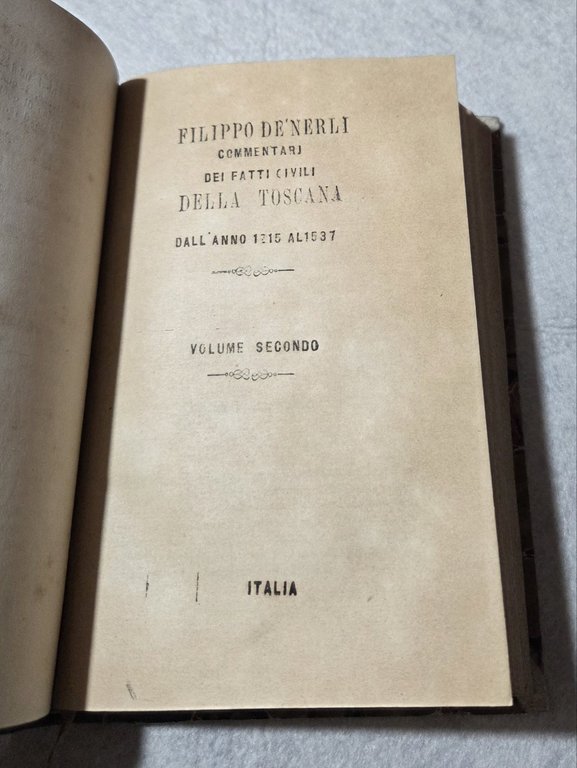 FILIPPO DE'NERLI
COMMENTARJ
DEI FATTI CIVILI
DELLA TOSCANA
DALL'ANNO 1215 AL 1537
VOLUME SECONDO
ITALIA